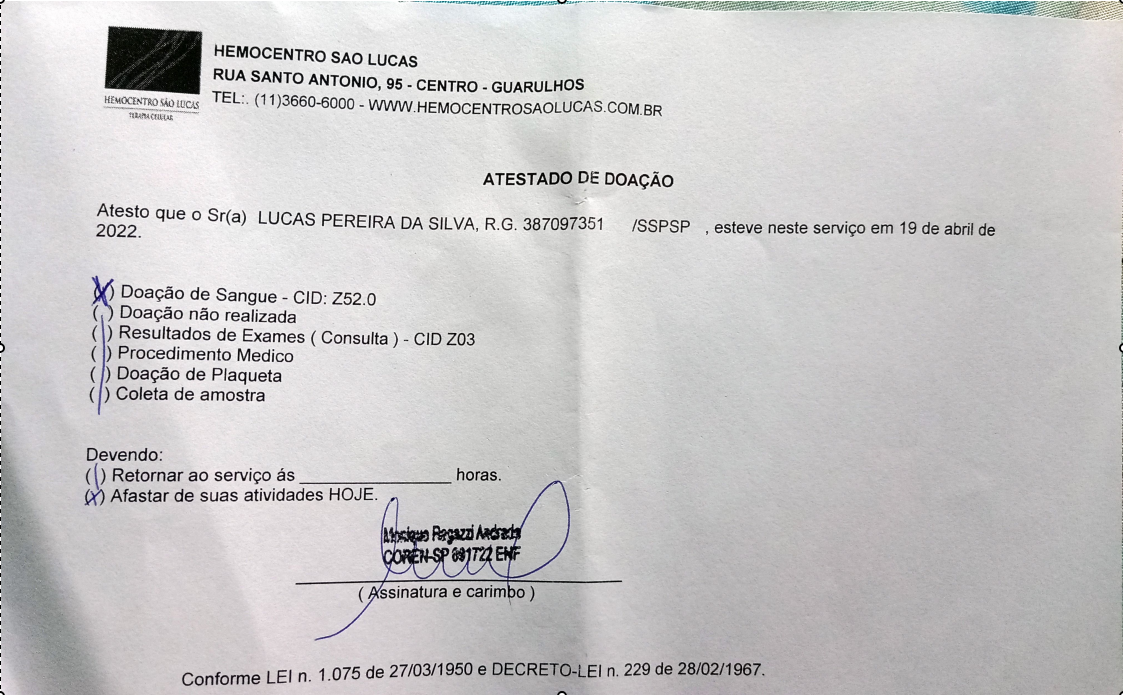 HEMOCENTRO SAO LUCAS
RUA SANTO ANTONIO, 95 - CENTRO - GUARULHOS
TEL:. (11)3660-6000 - WWW.HEMOCENTROSAOLUCAS.COM.BR
HEMOCENTRO SÃO LUCAS
TERAPIA CELULAR
ATESTADO DE DOAÇÃO
Atesto que o Sr(a) LUCAS PEREIRA DA SILVA, R.G. 387097351 /SSPSP , esteve neste serviço em 19 de abril de
2022.
(X) Doação de Sangue - CID: Z52.0
( ) Doação não realizada
( ) Resultados de Exames ( Consulta ) - CID Z03
( ) Procedimento Medico
( ) Doação de Plaqueta
( ) Coleta de amostra
Devendo:
( ) Retornar ao serviço ás _________________ horas.
(X) Afastar de suas atividades HOJE.
Ragazzi Andrade
COREN-SP 691722 ENF
( Assinatura e carimbo )
Conforme LEI n. 1.075 de 27/03/1950 e DECRETO-LEI n. 229 de 28/02/1967.